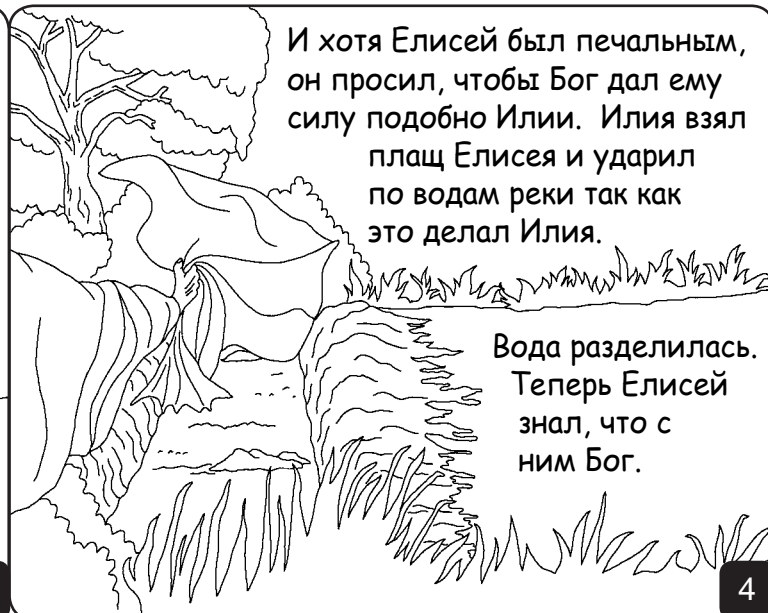 И хотя Елисей был печальным,
он просил, чтобы Бог дал ему
силу подобно Илии. Илия взял
плащ Елисея и ударил
по водам реки так как
это делал Илия.
Вода разделилась.
Теперь Елисей
знал, что с
ним Бог.
4